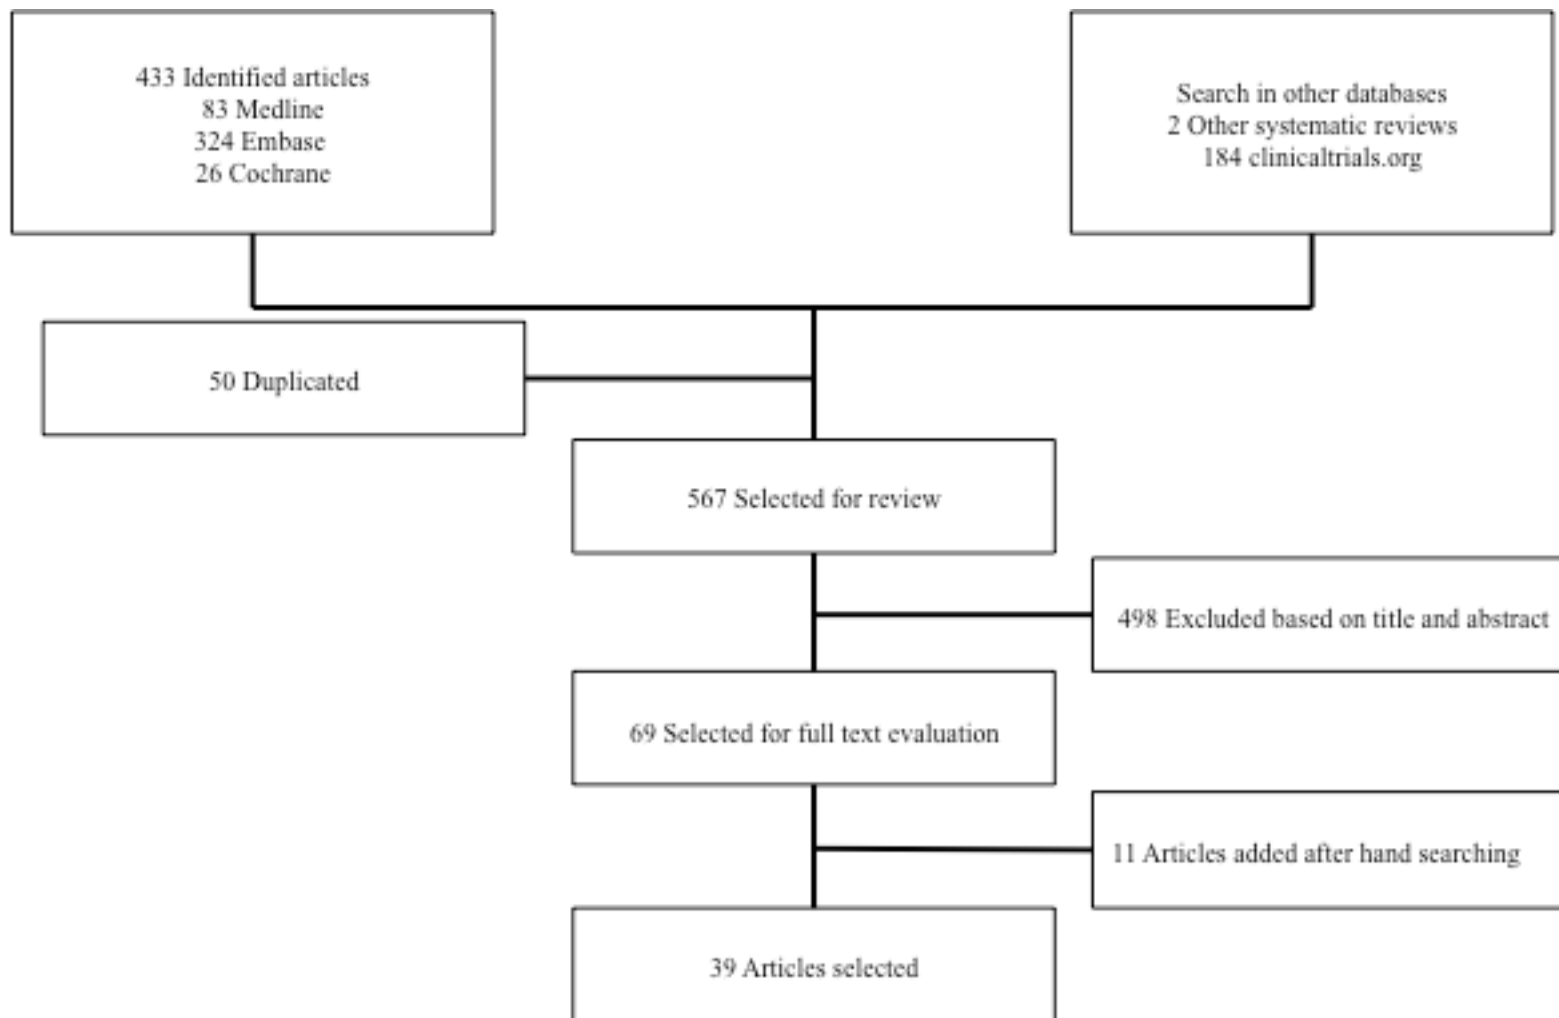 433 Identified articles
83 Medline
324 Embase
26 Cochrane
Search in other databases
2 Other systematic reviews
184 clinicaltrials.org
50 Duplicated
567 Selected for review
498 Excluded based on title and abstract
69 Selected for full text evaluation
11 Articles added after hand searching
39 Articles selected